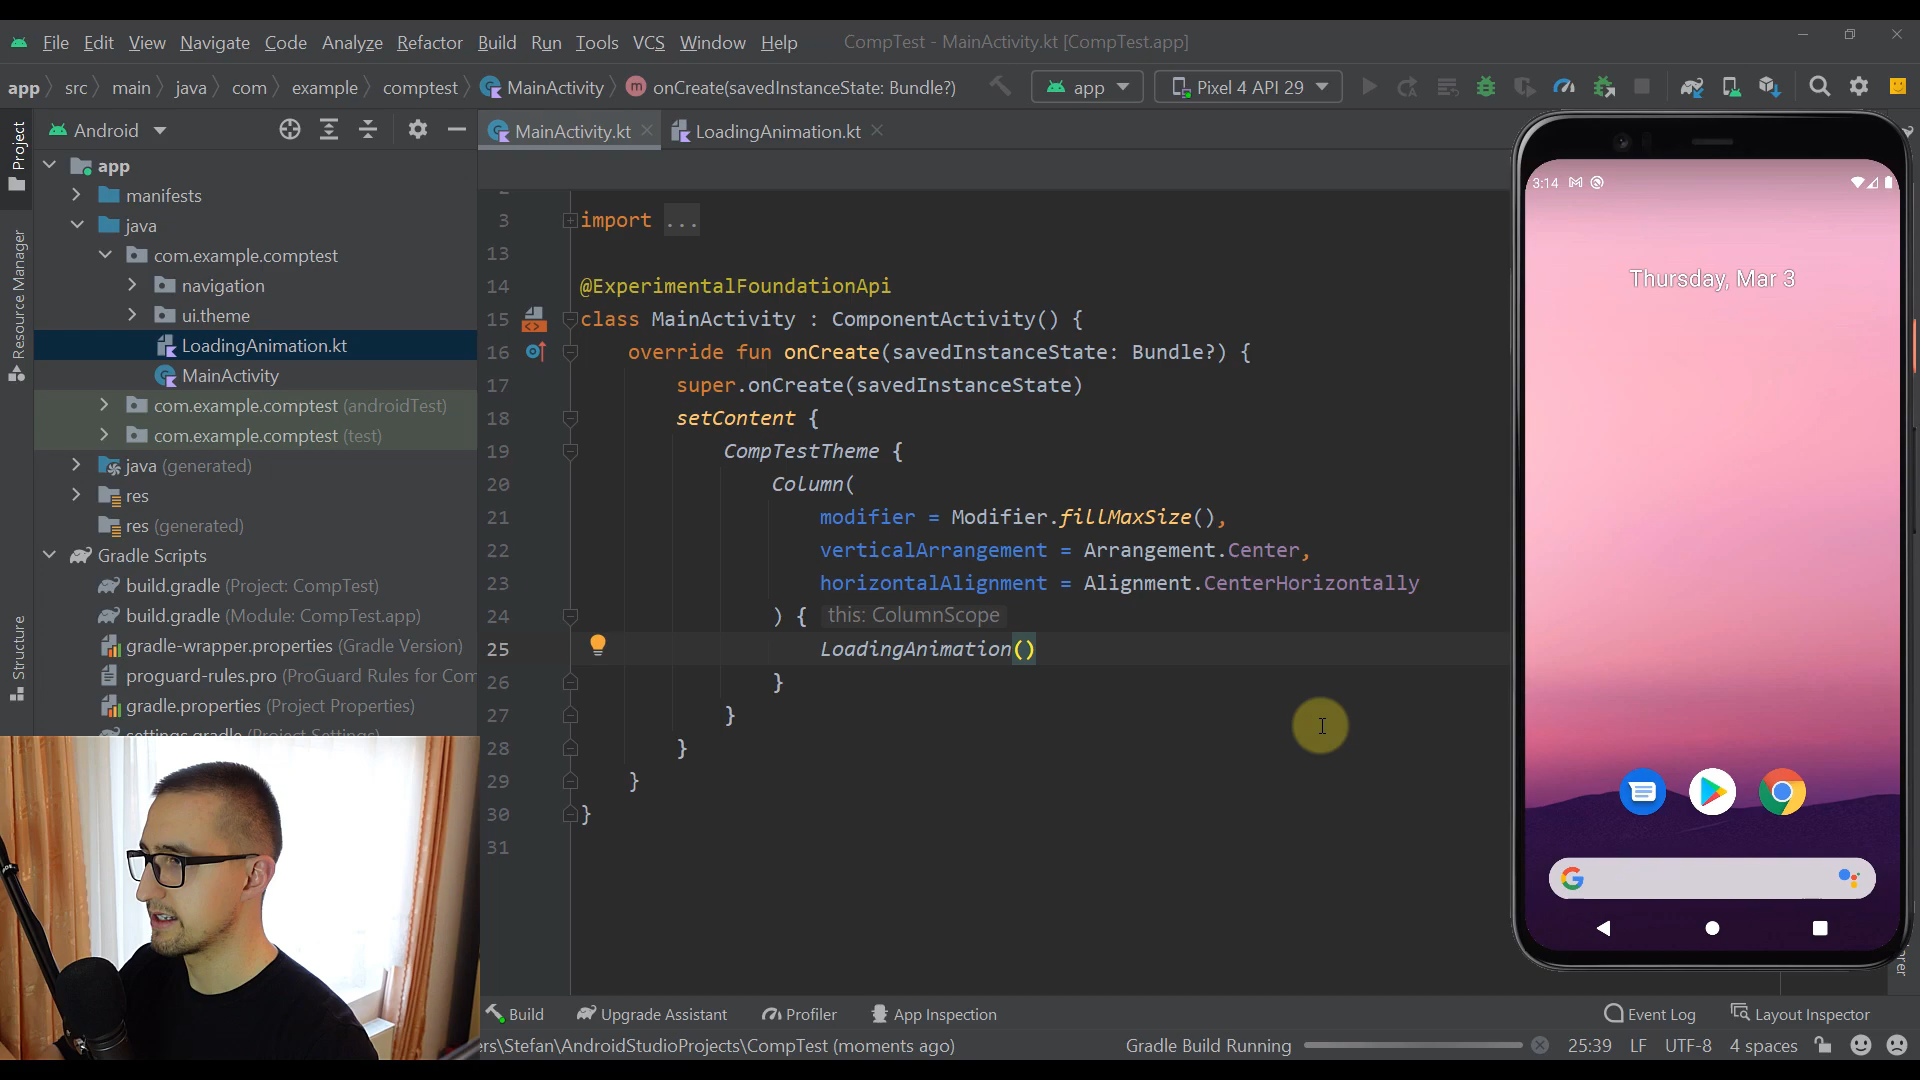 File Edit View Navigate Code Analyze Refactor Build Run Tools VCS Window Help CompTest - MainActivity.kt [CompTest.app]
app src main java com example comptest MainActivity onCreate(savedInstanceState: Bundle?) app Pixel 4 API 29
Project
Resource Manager
Structure
Android
app
manifests
java
com.example.comptest
navigation
ui.theme
LoadingAnimation.kt
MainActivity
com.example.comptest (androidTest)
com.example.comptest (test)
java (generated)
res
res (generated)
Gradle Scripts
build.gradle (Project: CompTest)
build.gradle (Module: CompTest.app)
gradle-wrapper.properties (Gradle Version)
proguard-rules.pro (ProGuard Rules for Com
gradle.properties (Project Properties)
settings.gradle (Project Settings)
MainActivity.kt LoadingAnimation.kt
3 import ...
13
14 @ExperimentalFoundationApi
15 class MainActivity : ComponentActivity() {
16 override fun onCreate(savedInstanceState: Bundle?) {
17 super.onCreate(savedInstanceState)
18 setContent {
19 CompTestTheme {
20 Column(
21 modifier = Modifier.fillMaxSize(),
22 verticalArrangement = Arrangement.Center,
23 horizontalAlignment = Alignment.CenterHorizontally
24 ) { this: ColumnScope
25 LoadingAnimation()
26 }
27 }
28 }
29 }
30 }
31
3:14
Thursday, Mar 3
Build Upgrade Assistant Profiler App Inspection Event Log Layout Inspector
ers\Stefan\AndroidStudioProjects\CompTest (moments ago) Gradle Build Running 25:39 LF UTF-8 4 spaces